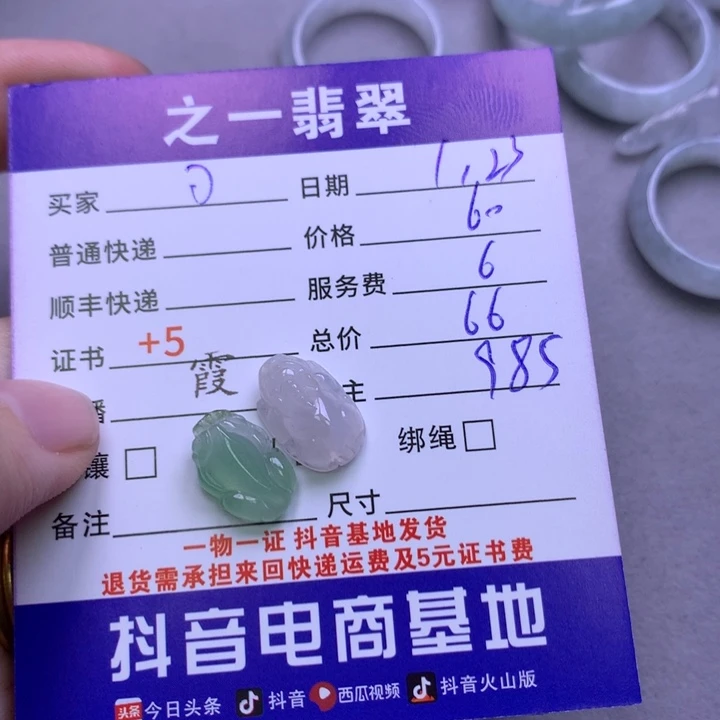 之一翡翠
买家 日期 1.23
普通快递 价格 60
顺丰快递 服务费 6
证书 +5 总价 66
播 霞 主 985
镶 绑绳
备注 尺寸
一物一证 抖音基地发货
退货需承担来回快递运费及5元证书费
抖音电商基地
头条 今日头条 抖音 西瓜视频 抖音火山版